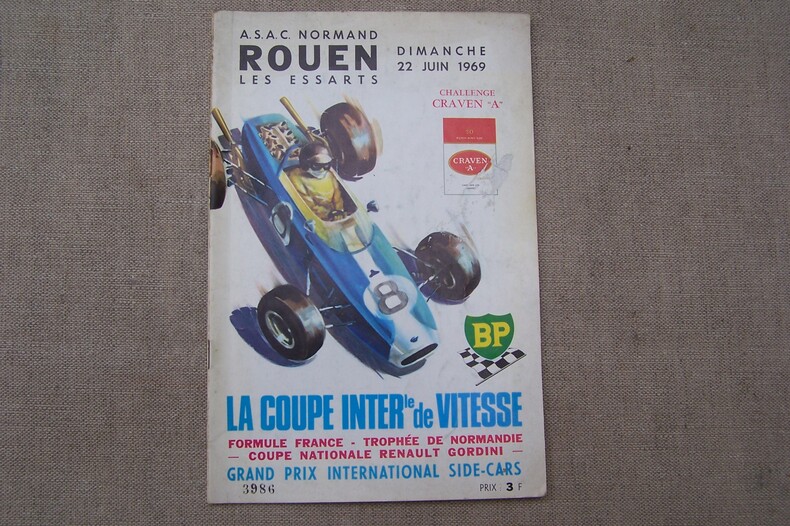 A.S.A.C. NORMAND
ROUEN
LES ESSARTS
DIMANCHE
22 JUIN 1969
CHALLENGE
CRAVEN "A"
CRAVEN
"A"
8
BP
LA COUPE INTERle de VITESSE
FORMULE FRANCE - TROPHÉE DE NORMANDIE
— COUPE NATIONALE RENAULT GORDINI —
GRAND PRIX INTERNATIONAL SIDE-CARS
3986
PRIX : 3 F